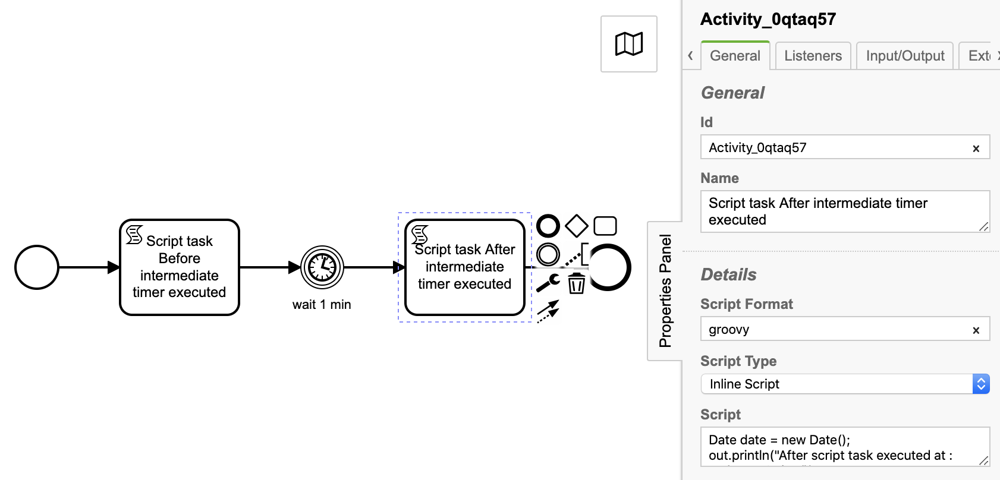 Script task
Before
intermediate
timer executed
wait 1 min
Script task After
intermediate
timer executed
Properties Panel
Activity_0qtaq57
General
Listeners
Input/Output
Ext
General
Id
Activity_0qtaq57
Name
Script task After intermediate timer
executed
Details
Script Format
groovy
Script Type
Inline Script
Script
Date date = new Date();
out.println("After script task executed at :